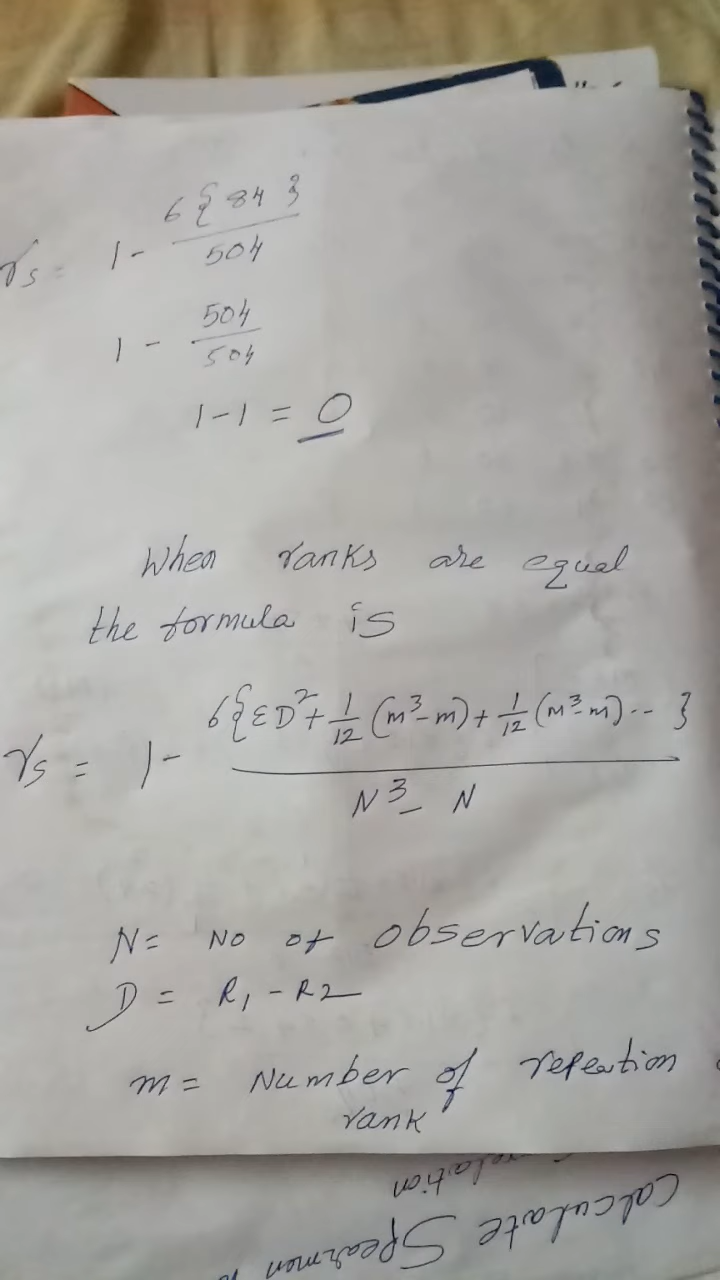 rs = 1 - 6{84} / 504
1 - 504 / 504
1 - 1 = 0
When ranks are equal
the formula is
rs = 1 - 6{ΣD² + 1/12 (m³-m) + 1/12 (m³-m) -- } / N³ - N
N = No of observations
D = R1 - R2
m = Number of
rank
Calculate Spearman